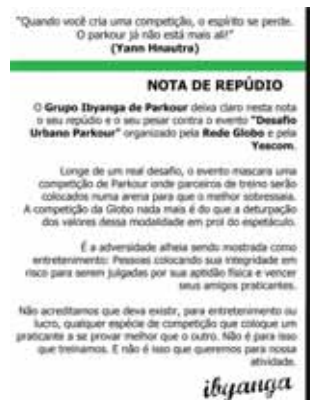 "Quando você cria uma competição, o espírito se perde.
O parkour já não está mais ali!"
(Yann Hnautra)
NOTA DE REPÚDIO
O Grupo Ibyanga de Parkour deixa claro nesta nota
o seu repúdio e o seu pesar contra o evento "Desafio
Urbano Parkour" organizado pela Rede Globo e pela
Yescom.
Longe de um real desafio, o evento mascara uma
competição de Parkour onde parceiros de treino serão
colocados numa arena para que o melhor sobressaia.
A competição da Globo nada mais é do que a deturpação
dos valores dessa modalidade em prol do espetáculo.
É a adversidade alheia sendo mostrada como
entretenimento: Pessoas colocando sua integridade em
risco para serem julgadas por sua aptidão física e vencer
seus amigos praticantes.
Não acreditamos que deva existir, para entretenimento ou
lucro, qualquer espécie de competição que coloque um
praticante a se provar melhor que o outro. Não é para isso
que treinamos. E não é isso que queremos para nossa
atividade.
ibyanga